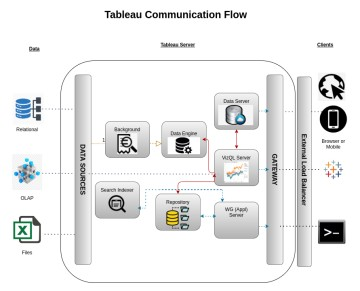 Tableau Communication Flow
Data
Tableau Server
Clients
Relational
OLAP
Files
DATA SOURCES
Background
Data Engine
Data Server
VizQL Server
Search Indexer
Repository
WG (App)
Server
GATEWAY
External Load Balancer
Browser or
Mobile